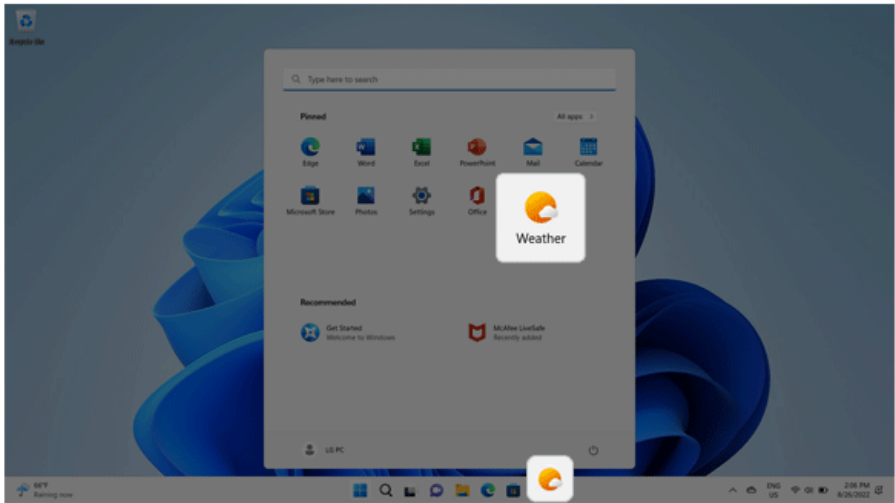 Recycle Bin
Type here to search
Pinned
All apps >
Edge
Word
Excel
PowerPoint
Mail
Calendar
Microsoft Store
Photos
Settings
Office
Weather
Recommended
Get Started
Welcome to Windows
McAfee LiveSafe
Recently added
LG PC
66°F
Raining now
ENG
US
2:06 PM
8/26/2022